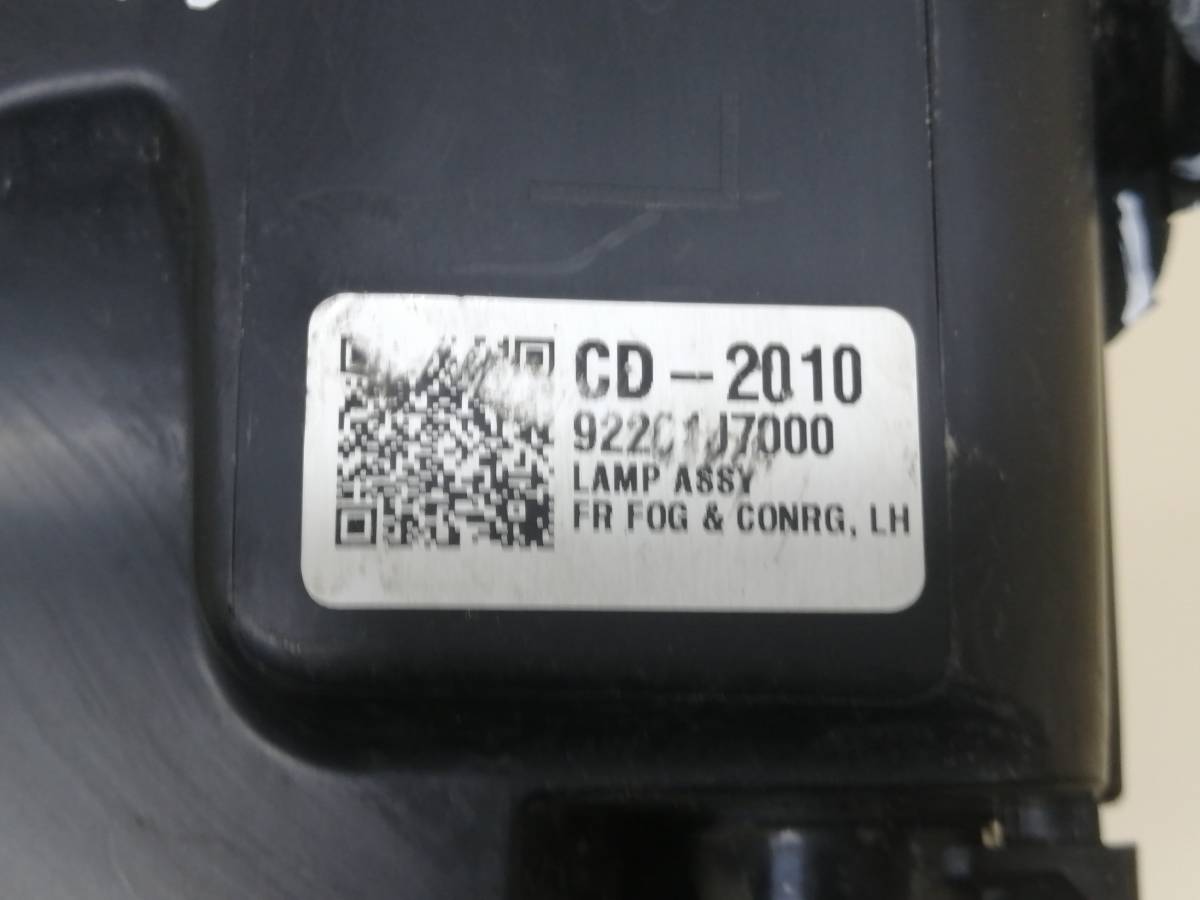 CD-2010
92201J7000
LAMP ASSY
FR FOG & CONRG, LH